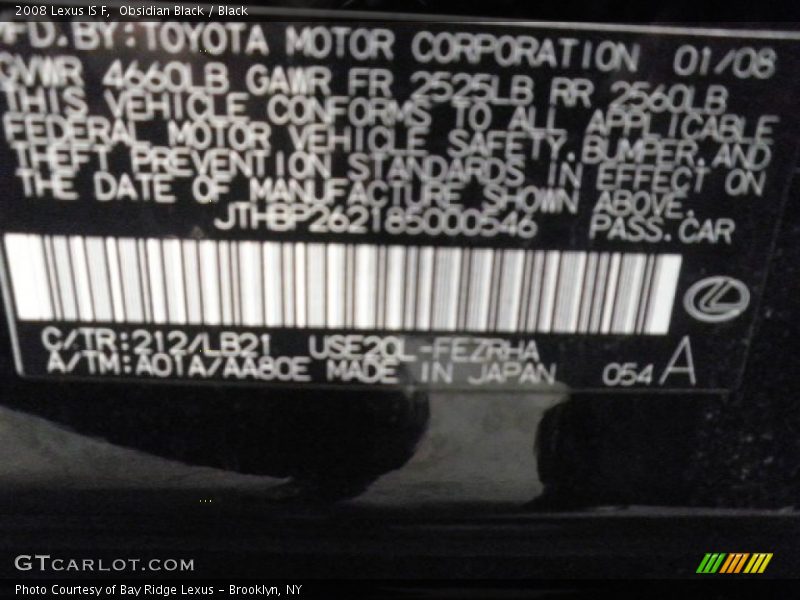 2008 Lexus IS F, Obsidian Black / Black
MFD.BY:TOYOTA MOTOR CORPORATION 01/08
GVWR 4660LB GAWR FR 2525LB RR 2560LB
THIS VEHICLE CONFORMS TO ALL APPLICABLE
FEDERAL MOTOR VEHICLE SAFETY,BUMPER,AND
THEFT PREVENTION STANDARDS IN EFFECT ON
THE DATE OF MANUFACTURE SHOWN ABOVE.
JTHBP262185000546 PASS.CAR
C/TR:212/LB21 USE20L-FEZRHA
A/TM:A01A/AA80E MADE IN JAPAN 054 A
GTCARLOT.COM
Photo Courtesy of Bay Ridge Lexus - Brooklyn, NY